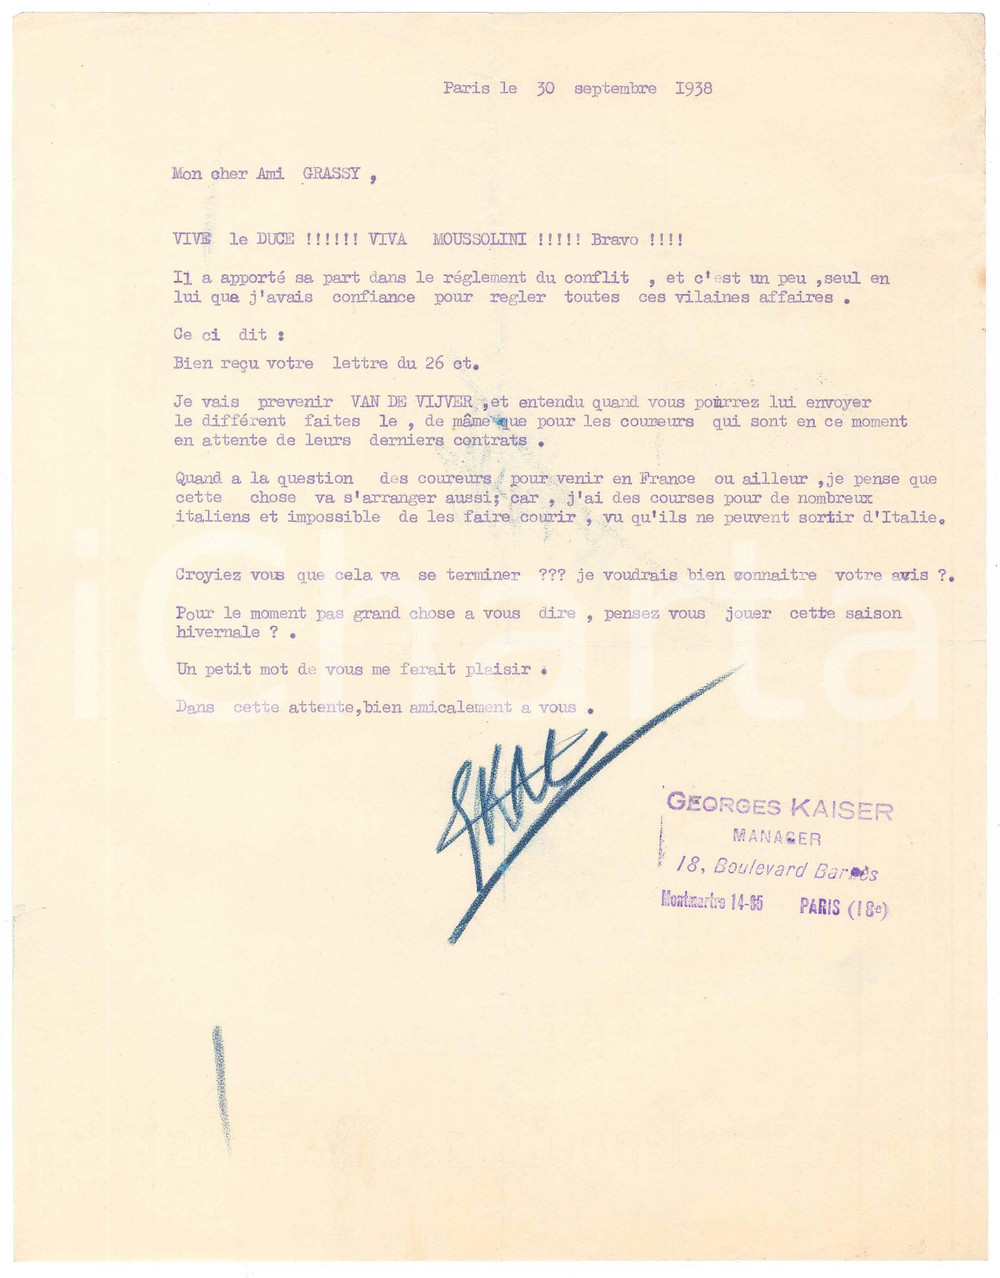 Paris le 30 septembre 1938
Mon cher Ami GRASSY ,
VIVE le DUCE !!!!!! VIVA MOUSSOLINI !!!!! Bravo !!!!
Il a apporté sa part dans le réglement du conflit , et c'est un peu ,seul en
lui que j'avais confiance pour regler toutes ces vilaines affaires .
Ce ci dit :
Bien reçu votre lettre du 26 ct.
Je vais prevenir VAN DE VIJVER ,et entendu quand vous pourrez lui envoyer
le différent faites le , de mâme que pour les coureurs qui sont en ce moment
en attente de leurs derniers contrats .
Quand a la question des coureurs pour venir en France ou ailleur ,je pense que
cette chose va s'arranger aussi; car , j'ai des courses pour de nombreux
italiens et impossible de les faire courir , vu qu'ils ne peuvent sortir d'Italie.
Croyiez vous que cela va se terminer ??? je voudrais bien connaitre votre avis ?.
Pour le moment pas grand chose a vous dire , pensez vous jouer cette saison
hivernale ? .
Un petit mot de vous me ferait plaisir .
Dans cette attente,bien amicalement a vous .
GEORGES KAISER
MANAGER
18, Boulevard Barbès
Montmartre 14-65 PARIS (18e)
iCharta